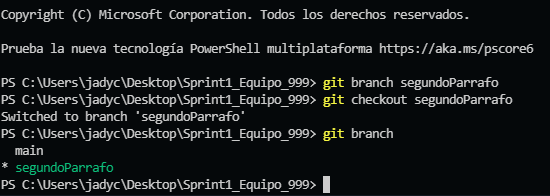 Copyright (C) Microsoft Corporation. Todos los derechos reservados.
Prueba la nueva tecnología PowerShell multiplataforma https://aka.ms/pscore6
PS C:\Users\jadyc\Desktop\Sprint1_Equipo_999> git branch segundoParrafo
PS C:\Users\jadyc\Desktop\Sprint1_Equipo_999> git checkout segundoParrafo
Switched to branch 'segundoParrafo'
PS C:\Users\jadyc\Desktop\Sprint1_Equipo_999> git branch
  main
* segundoParrafo
PS C:\Users\jadyc\Desktop\Sprint1_Equipo_999>